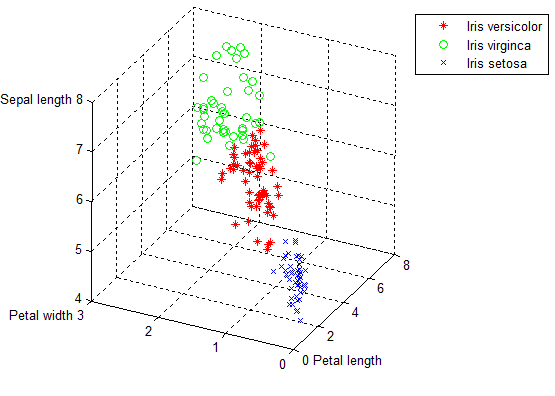 Iris versicolor
Iris virginca
Iris setosa
Sepal length 8
7
6
5
4
Petal width 3
2
1
0
0 Petal length
2
4
6
8